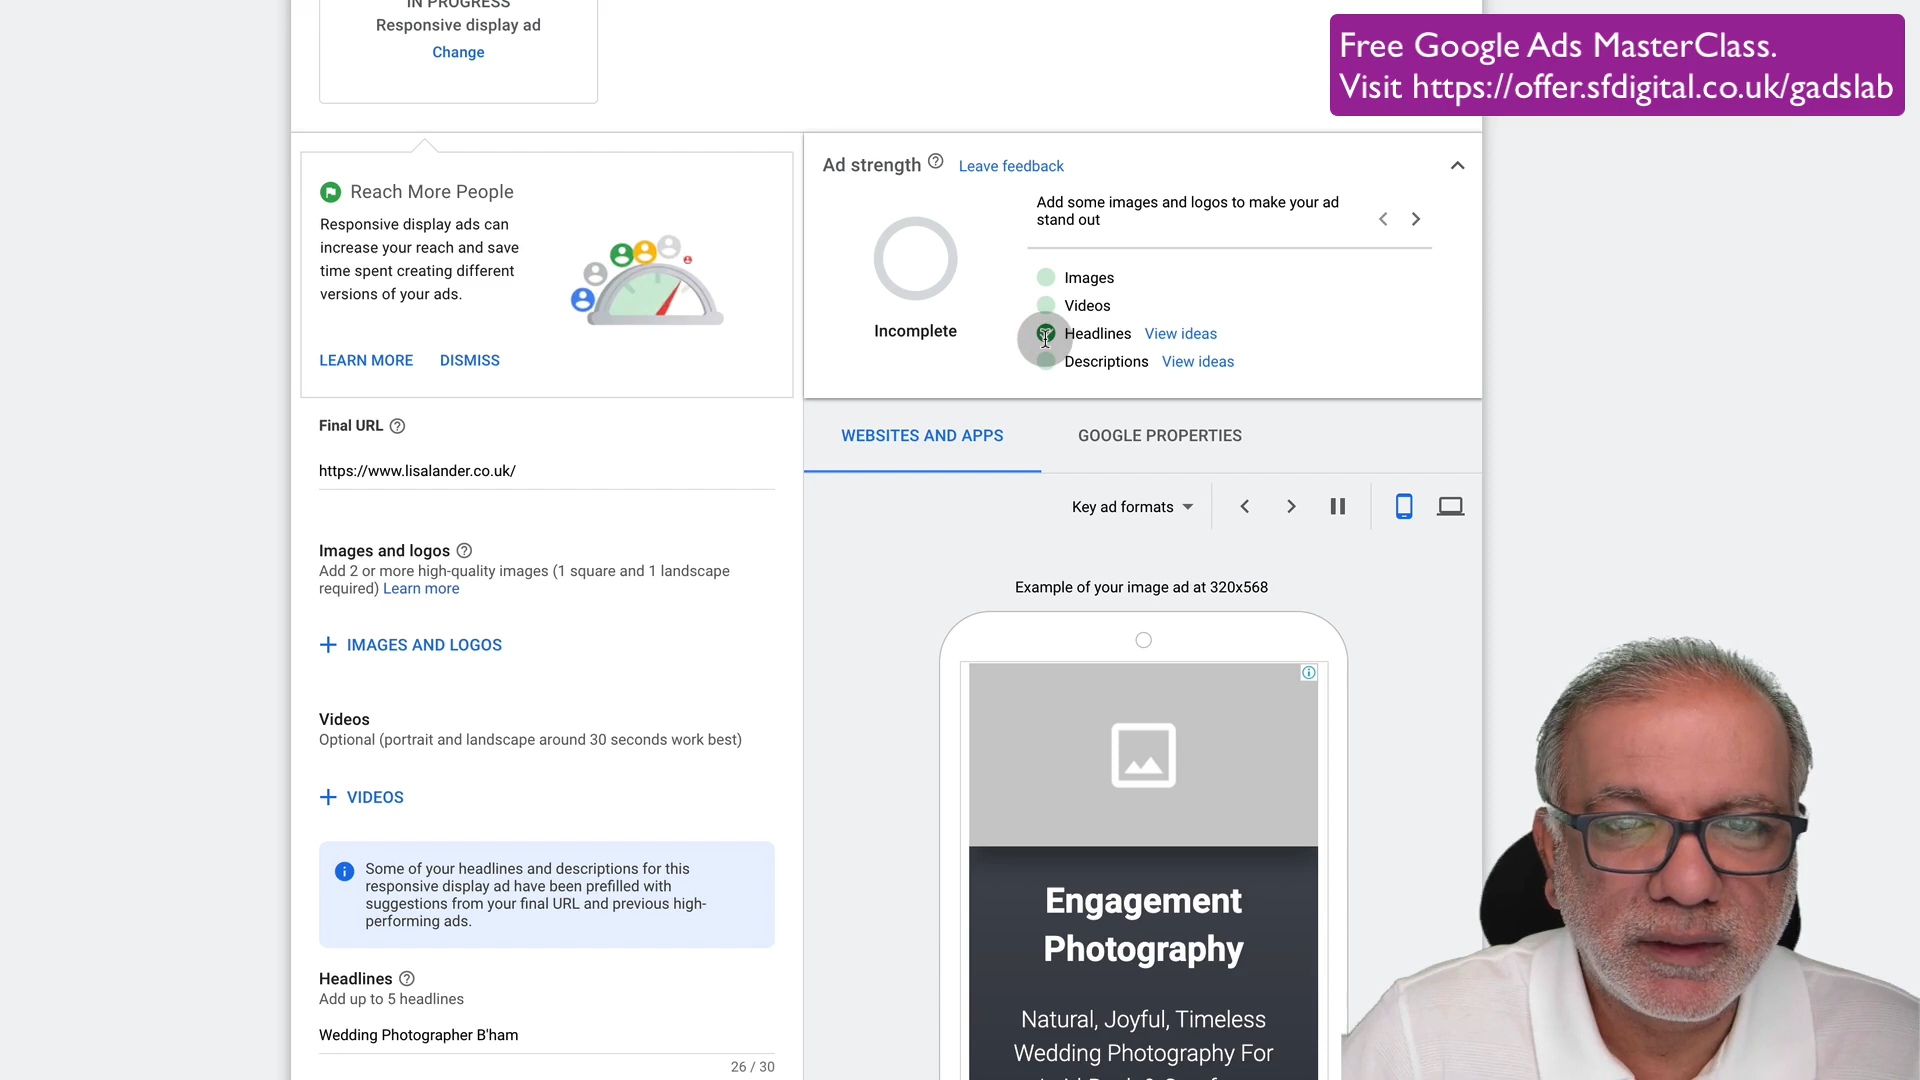 IN PROGRESS
Responsive display ad
Change
Free Google Ads MasterClass.
Visit https://offer.sfdigital.co.uk/gadslab
Reach More People
Responsive display ads can
increase your reach and save
time spent creating different
versions of your ads.
LEARN MORE DISMISS
Ad strength Leave feedback
Add some images and logos to make your ad
stand out
Incomplete
Images
Videos
Headlines View ideas
Descriptions View ideas
Final URL
https://www.lisalander.co.uk/
Images and logos
Add 2 or more high-quality images (1 square and 1 landscape
required) Learn more
+ IMAGES AND LOGOS
Videos
Optional (portrait and landscape around 30 seconds work best)
+ VIDEOS
Some of your headlines and descriptions for this
responsive display ad have been prefilled with
suggestions from your final URL and previous high-
performing ads.
Headlines
Add up to 5 headlines
Wedding Photographer B'ham
26 / 30
WEBSITES AND APPS GOOGLE PROPERTIES
Key ad formats
Example of your image ad at 320x568
Engagement
Photography
Natural, Joyful, Timeless
Wedding Photography For